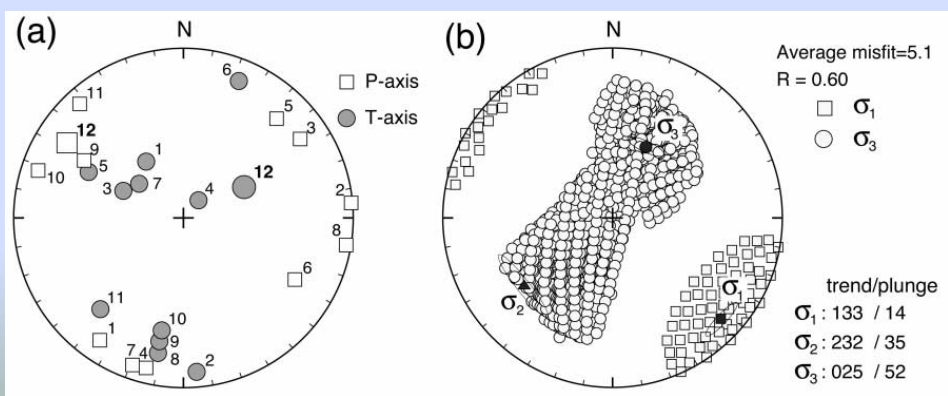 (a)
N
P-axis
T-axis
6
11
5
3
12
9
10
5
1
3
7
4
12
2
8
6
11
1
10
9
8
7
4
2
(b)
N
Average misfit=5.1
R = 0.60
σ1
σ3
σ3
σ1
σ2
trend/plunge
σ1 : 133 / 14
σ2 : 232 / 35
σ3 : 025 / 52